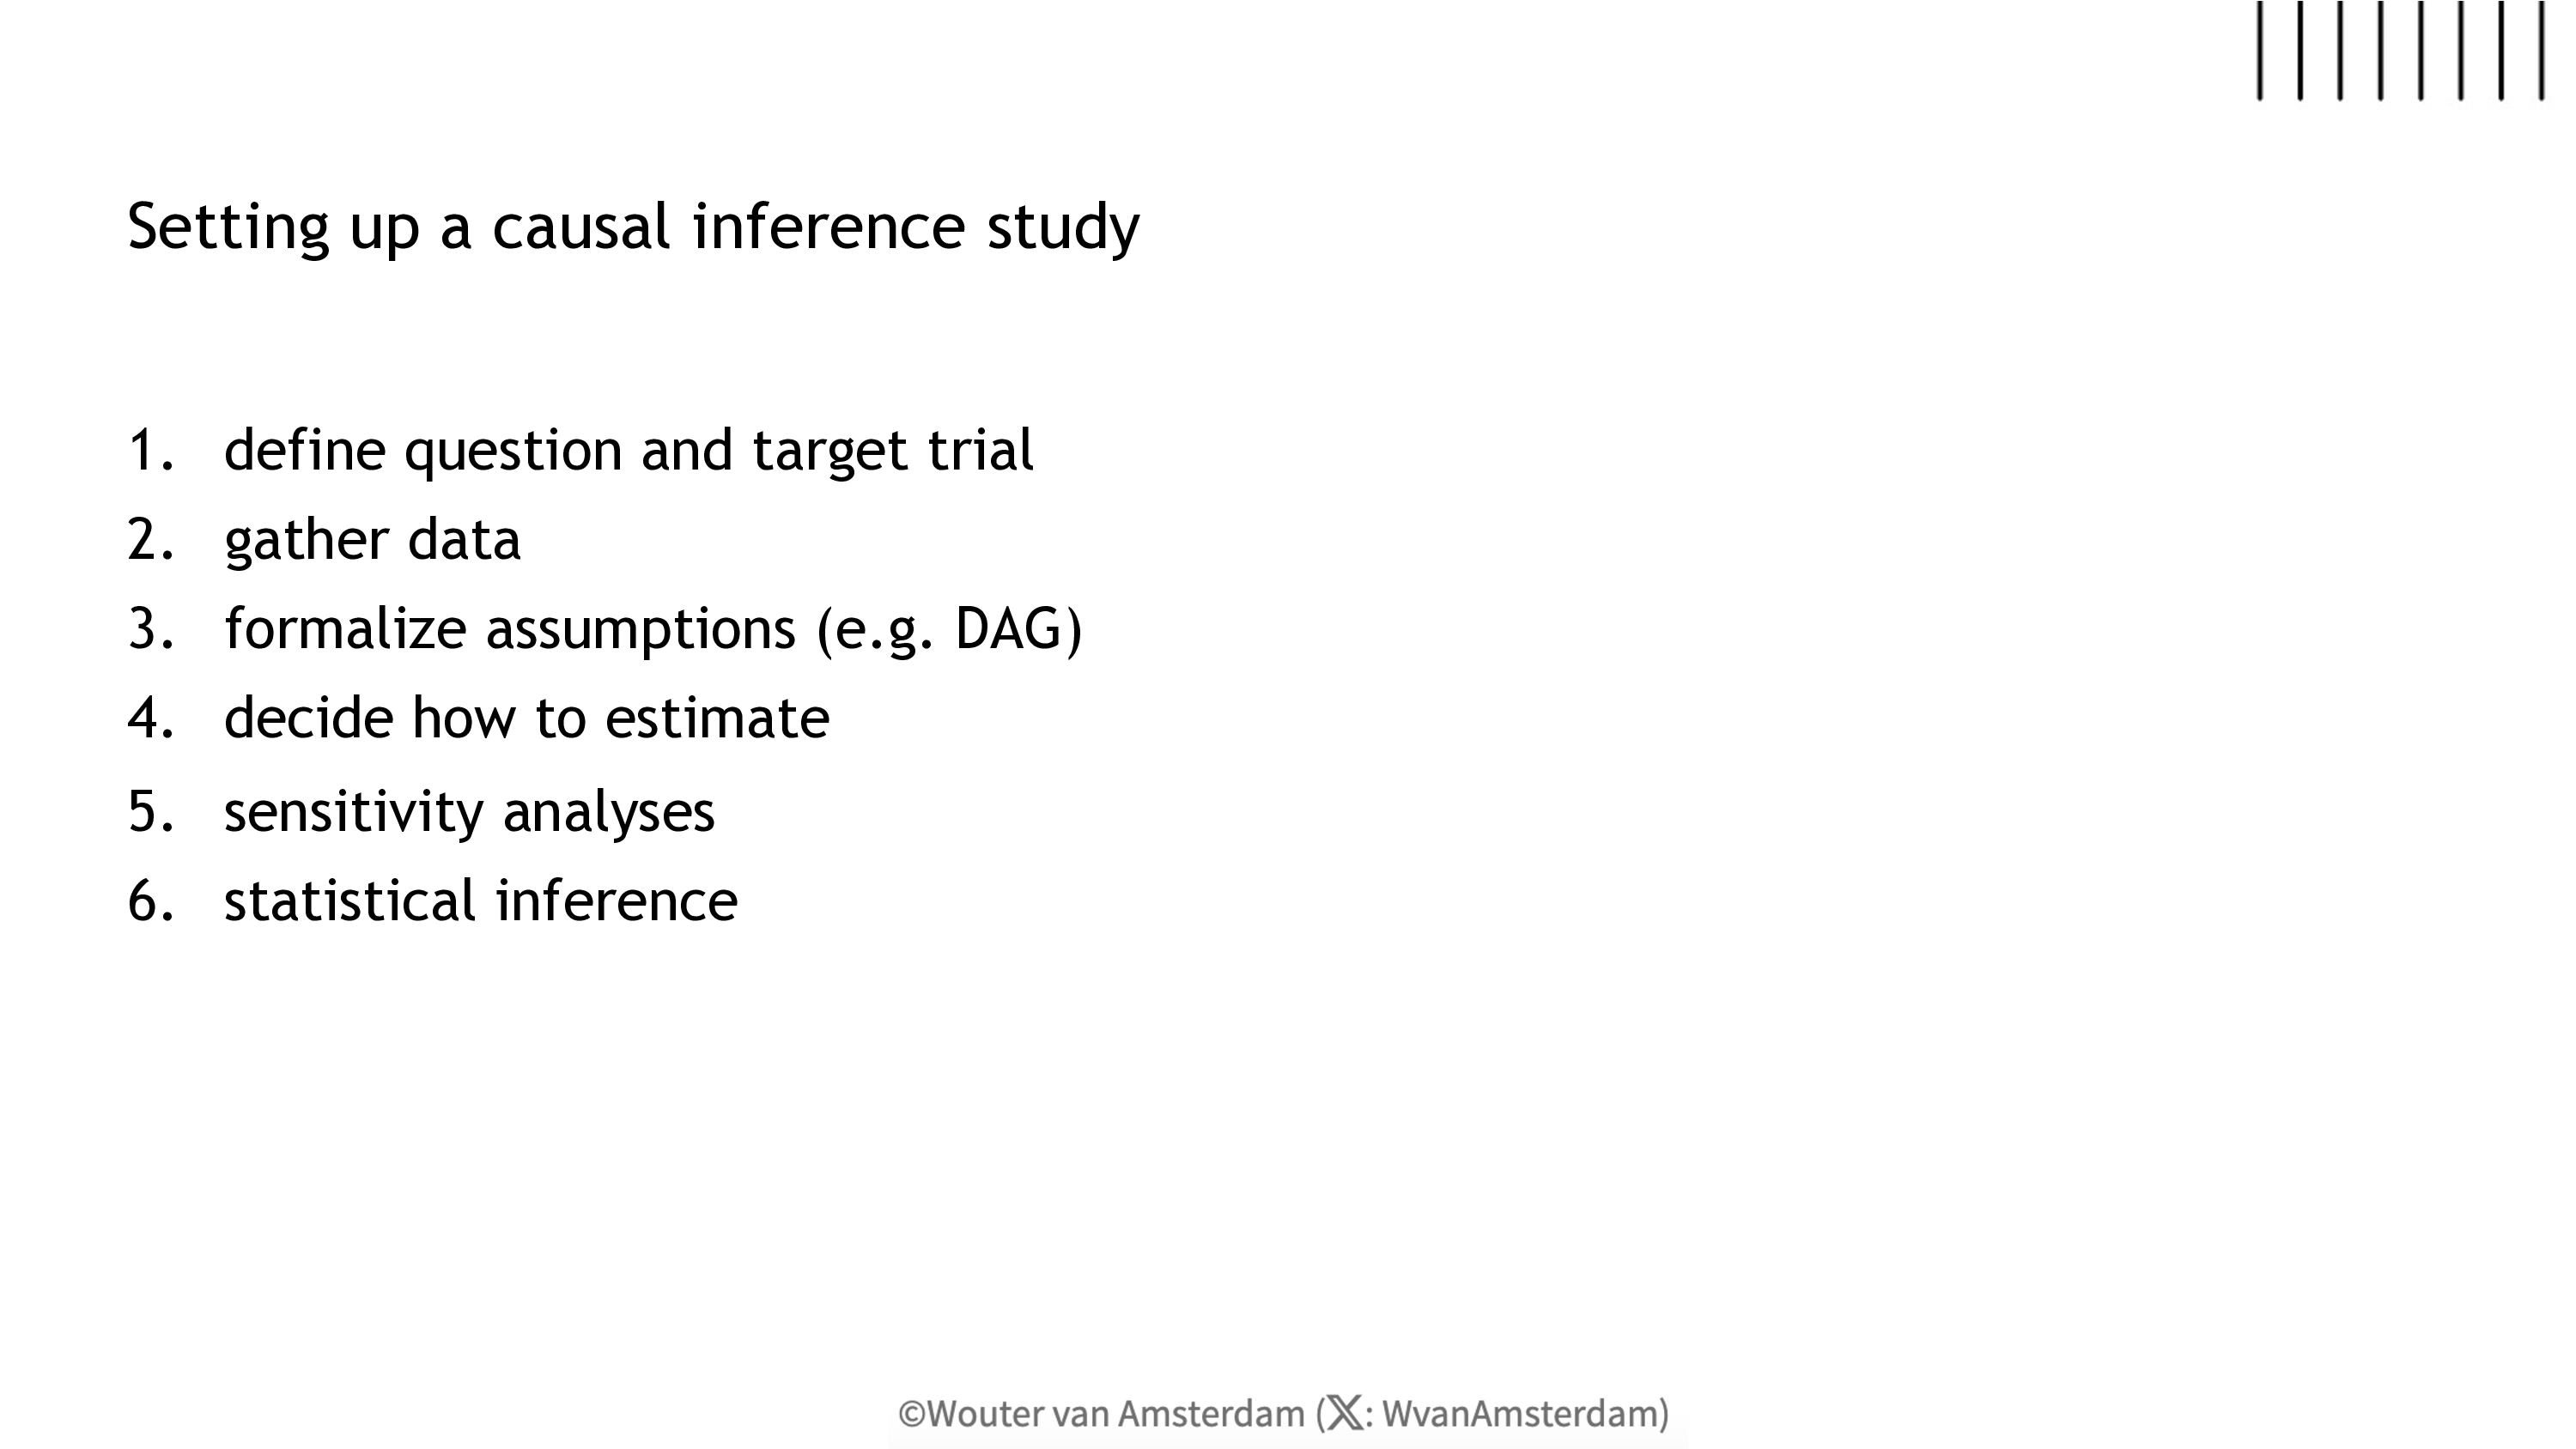 Setting up a causal inference study
1. define question and target trial
2. gather data
3. formalize assumptions (e.g. DAG)
4. decide how to estimate
5. sensitivity analyses
6. statistical inference
©Wouter van Amsterdam (𝕏: WvanAmsterdam)